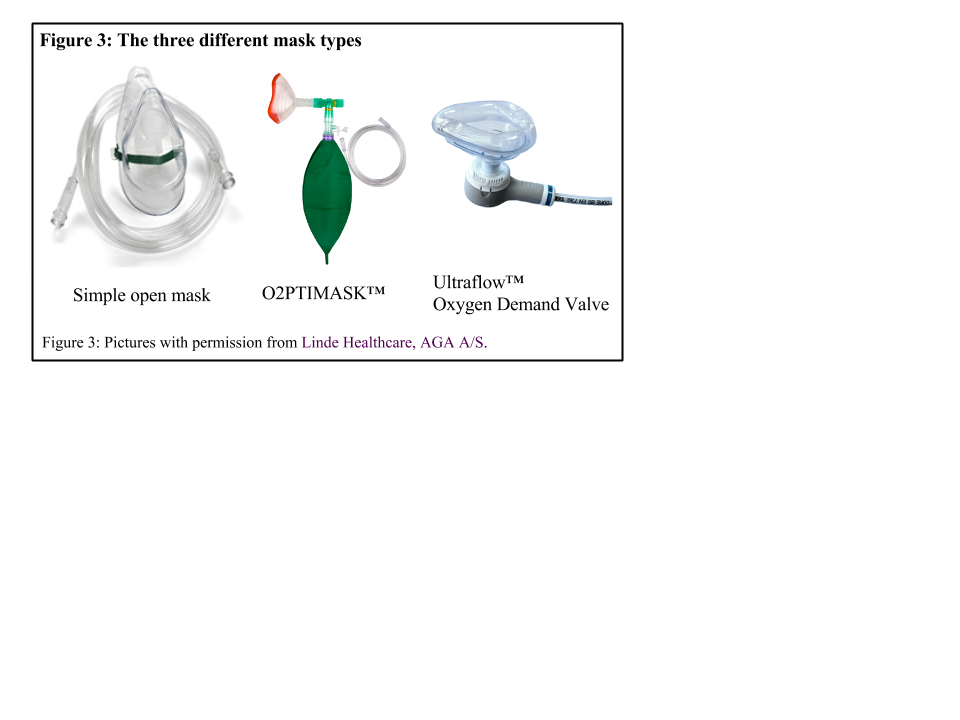 Figure 3: The three different mask types
Simple open mask
O2PTIMASK™
Ultraflow™
Oxygen Demand Valve
Figure 3: Pictures with permission from Linde Healthcare, AGA A/S.